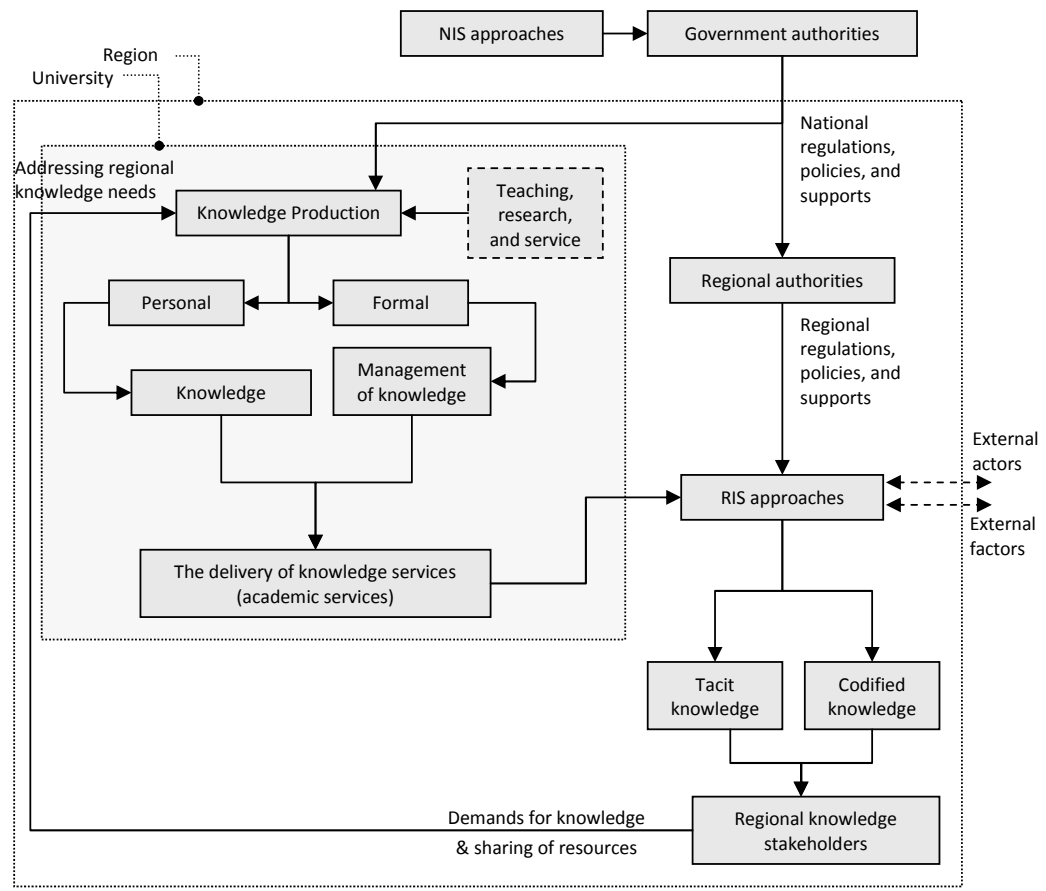 NIS approaches
Government authorities
Region
University
National
regulations,
policies, and
supports
Addressing regional
knowledge needs
Knowledge Production
Teaching,
research,
and service
Regional authorities
Personal
Formal
Regional
regulations,
policies, and
supports
Knowledge
Management
of knowledge
External
actors
RIS approaches
External
factors
The delivery of knowledge services
(academic services)
Tacit
knowledge
Codified
knowledge
Demands for knowledge
& sharing of resources
Regional knowledge
stakeholders